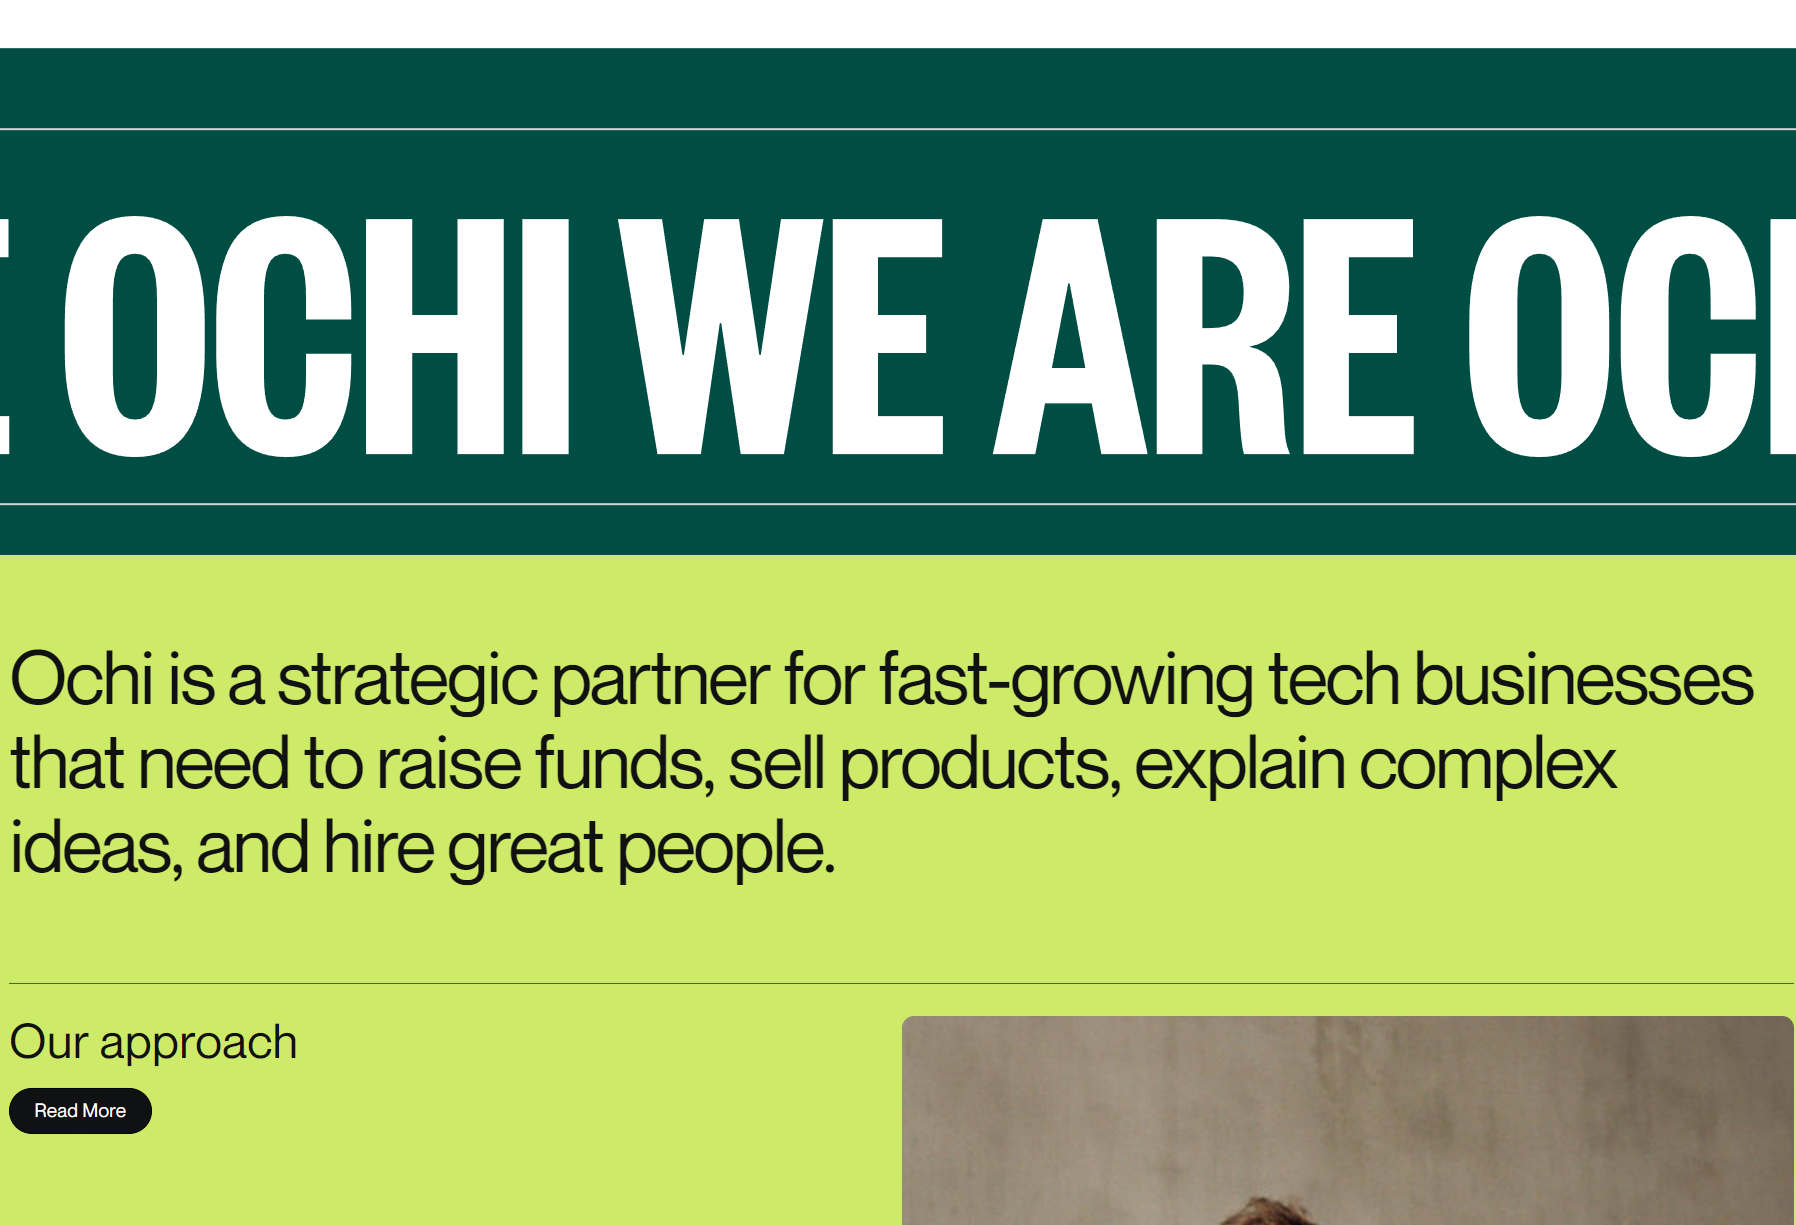 E OCHI WE ARE OCH
Ochi is a strategic partner for fast-growing tech businesses
that need to raise funds, sell products, explain complex
ideas, and hire great people.
Our approach
Read More